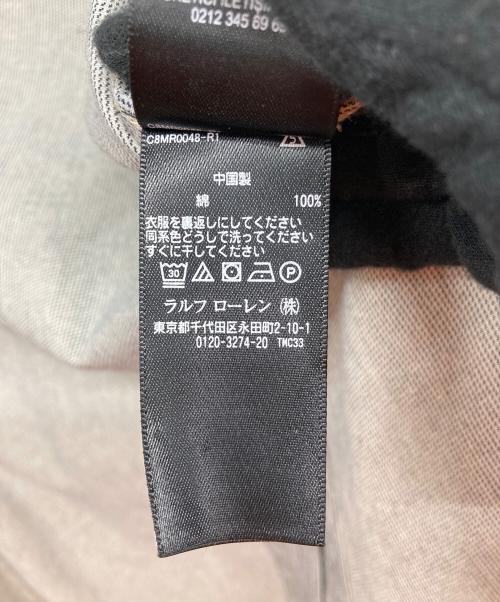 0212 345 69 6
C8MR0048-R1
中国製
綿 100%
衣服を裏返しにしてください
同系色どうしで洗ってください
すぐに干してください
30 P
ラルフ ローレン (株)
東京都千代田区永田町2-10-1
0120-3274-20 TMC33